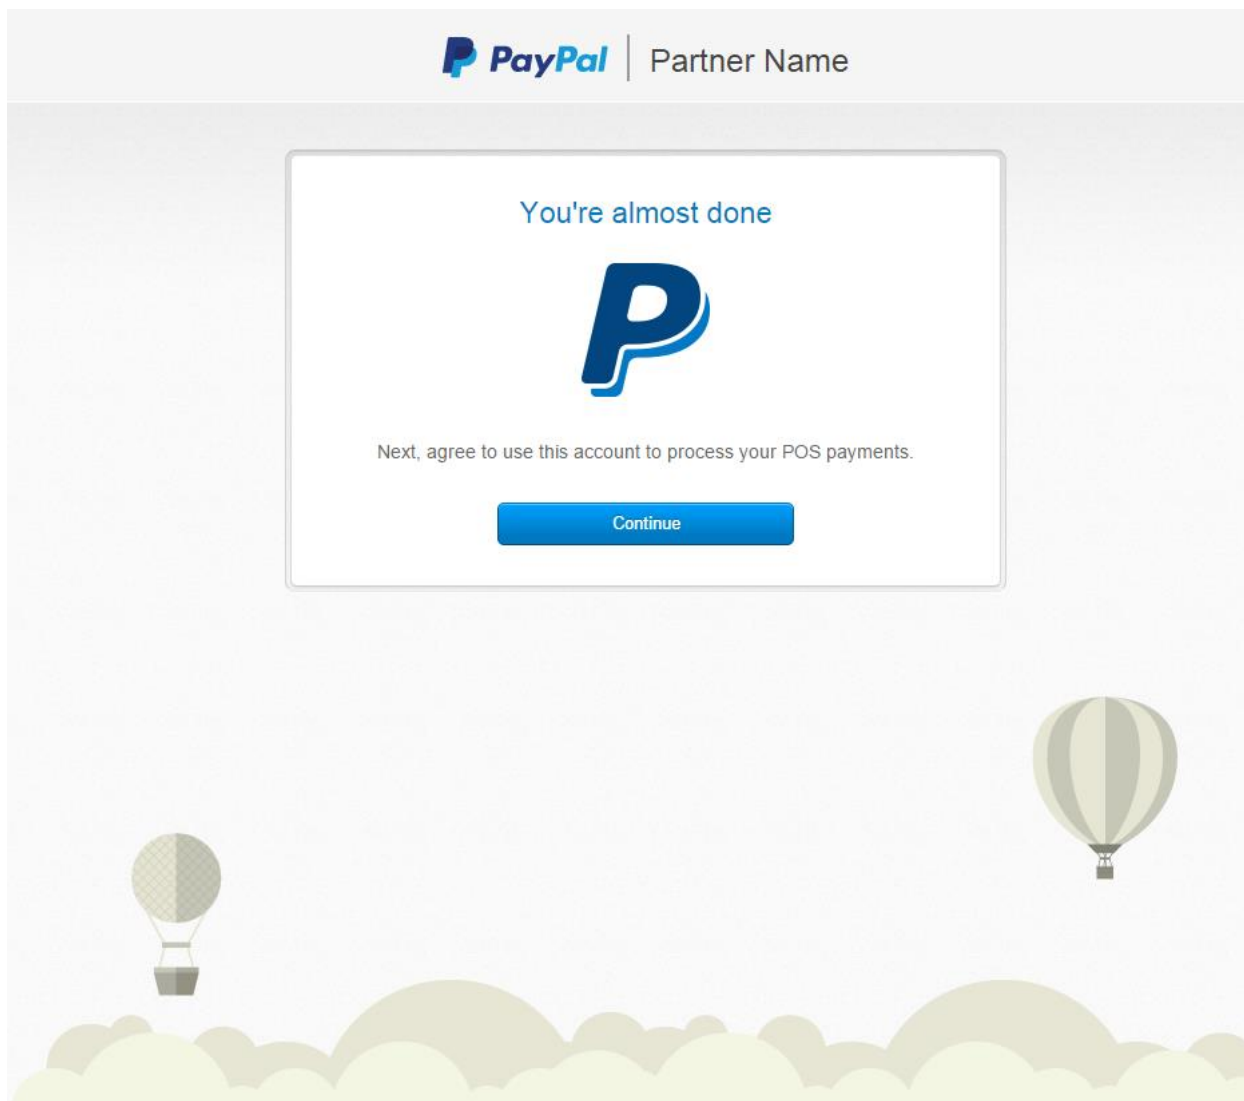 PayPal | Partner Name
You're almost done
Next, agree to use this account to process your POS payments.
Continue